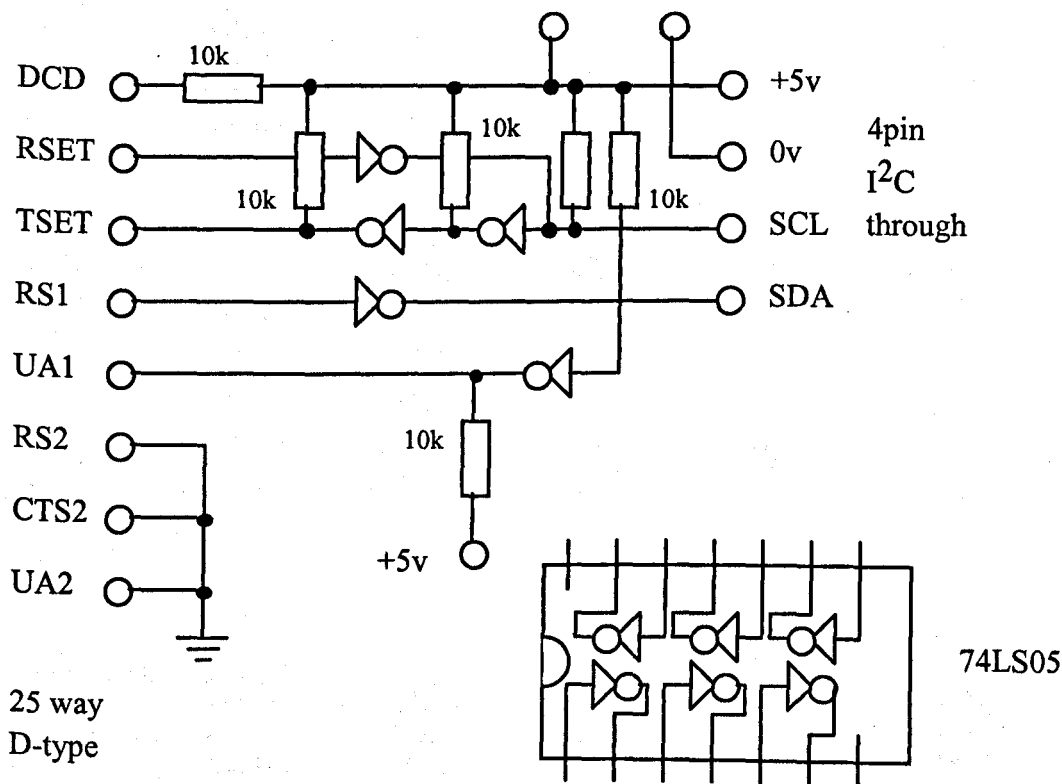 10k
DCD
+5v
10k
4pin
RSET
0v
I²C
10k
10k
TSET
SCL
through
RS1
SDA
UA1
10k
RS2
CTS2
+5v
UA2
74LS05
25 way
D-type